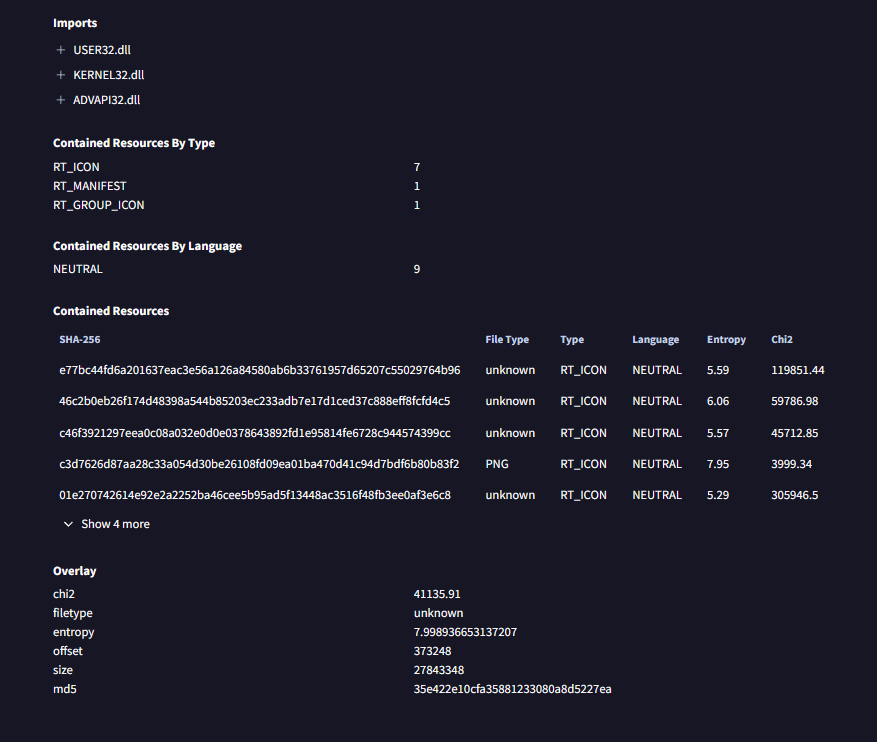 Imports
USER32.dll
KERNEL32.dll
ADVAPI32.dll
Contained Resources By Type
RT_ICON 7
RT_MANIFEST 1
RT_GROUP_ICON 1
Contained Resources By Language
NEUTRAL 9
Contained Resources
SHA-256 File Type Type Language Entropy Chi2
e77bc44fd6a201637eac3e56a126a84580ab6b33761957d65207c55029764b96 unknown RT_ICON NEUTRAL 5.59 119851.44
46c2b0eb26f174d48398a544b85203ec233adb7e17d1ced37c888eff8fcfd4c5 unknown RT_ICON NEUTRAL 6.06 59786.98
c46f3921297eea0c08a032e0d0e0378643892fd1e95814fe6728c944574399cc unknown RT_ICON NEUTRAL 5.57 45712.85
c3d7626d87aa28c33a054d30be26108fd09ea01ba470d41c94d7bdf6b80b83f2 PNG RT_ICON NEUTRAL 7.95 3999.34
01e270742614e92e2a2252ba46cee5b95ad5f13448ac3516f48fb3ee0af3e6c8 unknown RT_ICON NEUTRAL 5.29 305946.5
Show 4 more
Overlay
chi2 41135.91
filetype unknown
entropy 7.998936653137207
offset 373248
size 27843348
md5 35e422e10cfa35881233080a8d5227ea